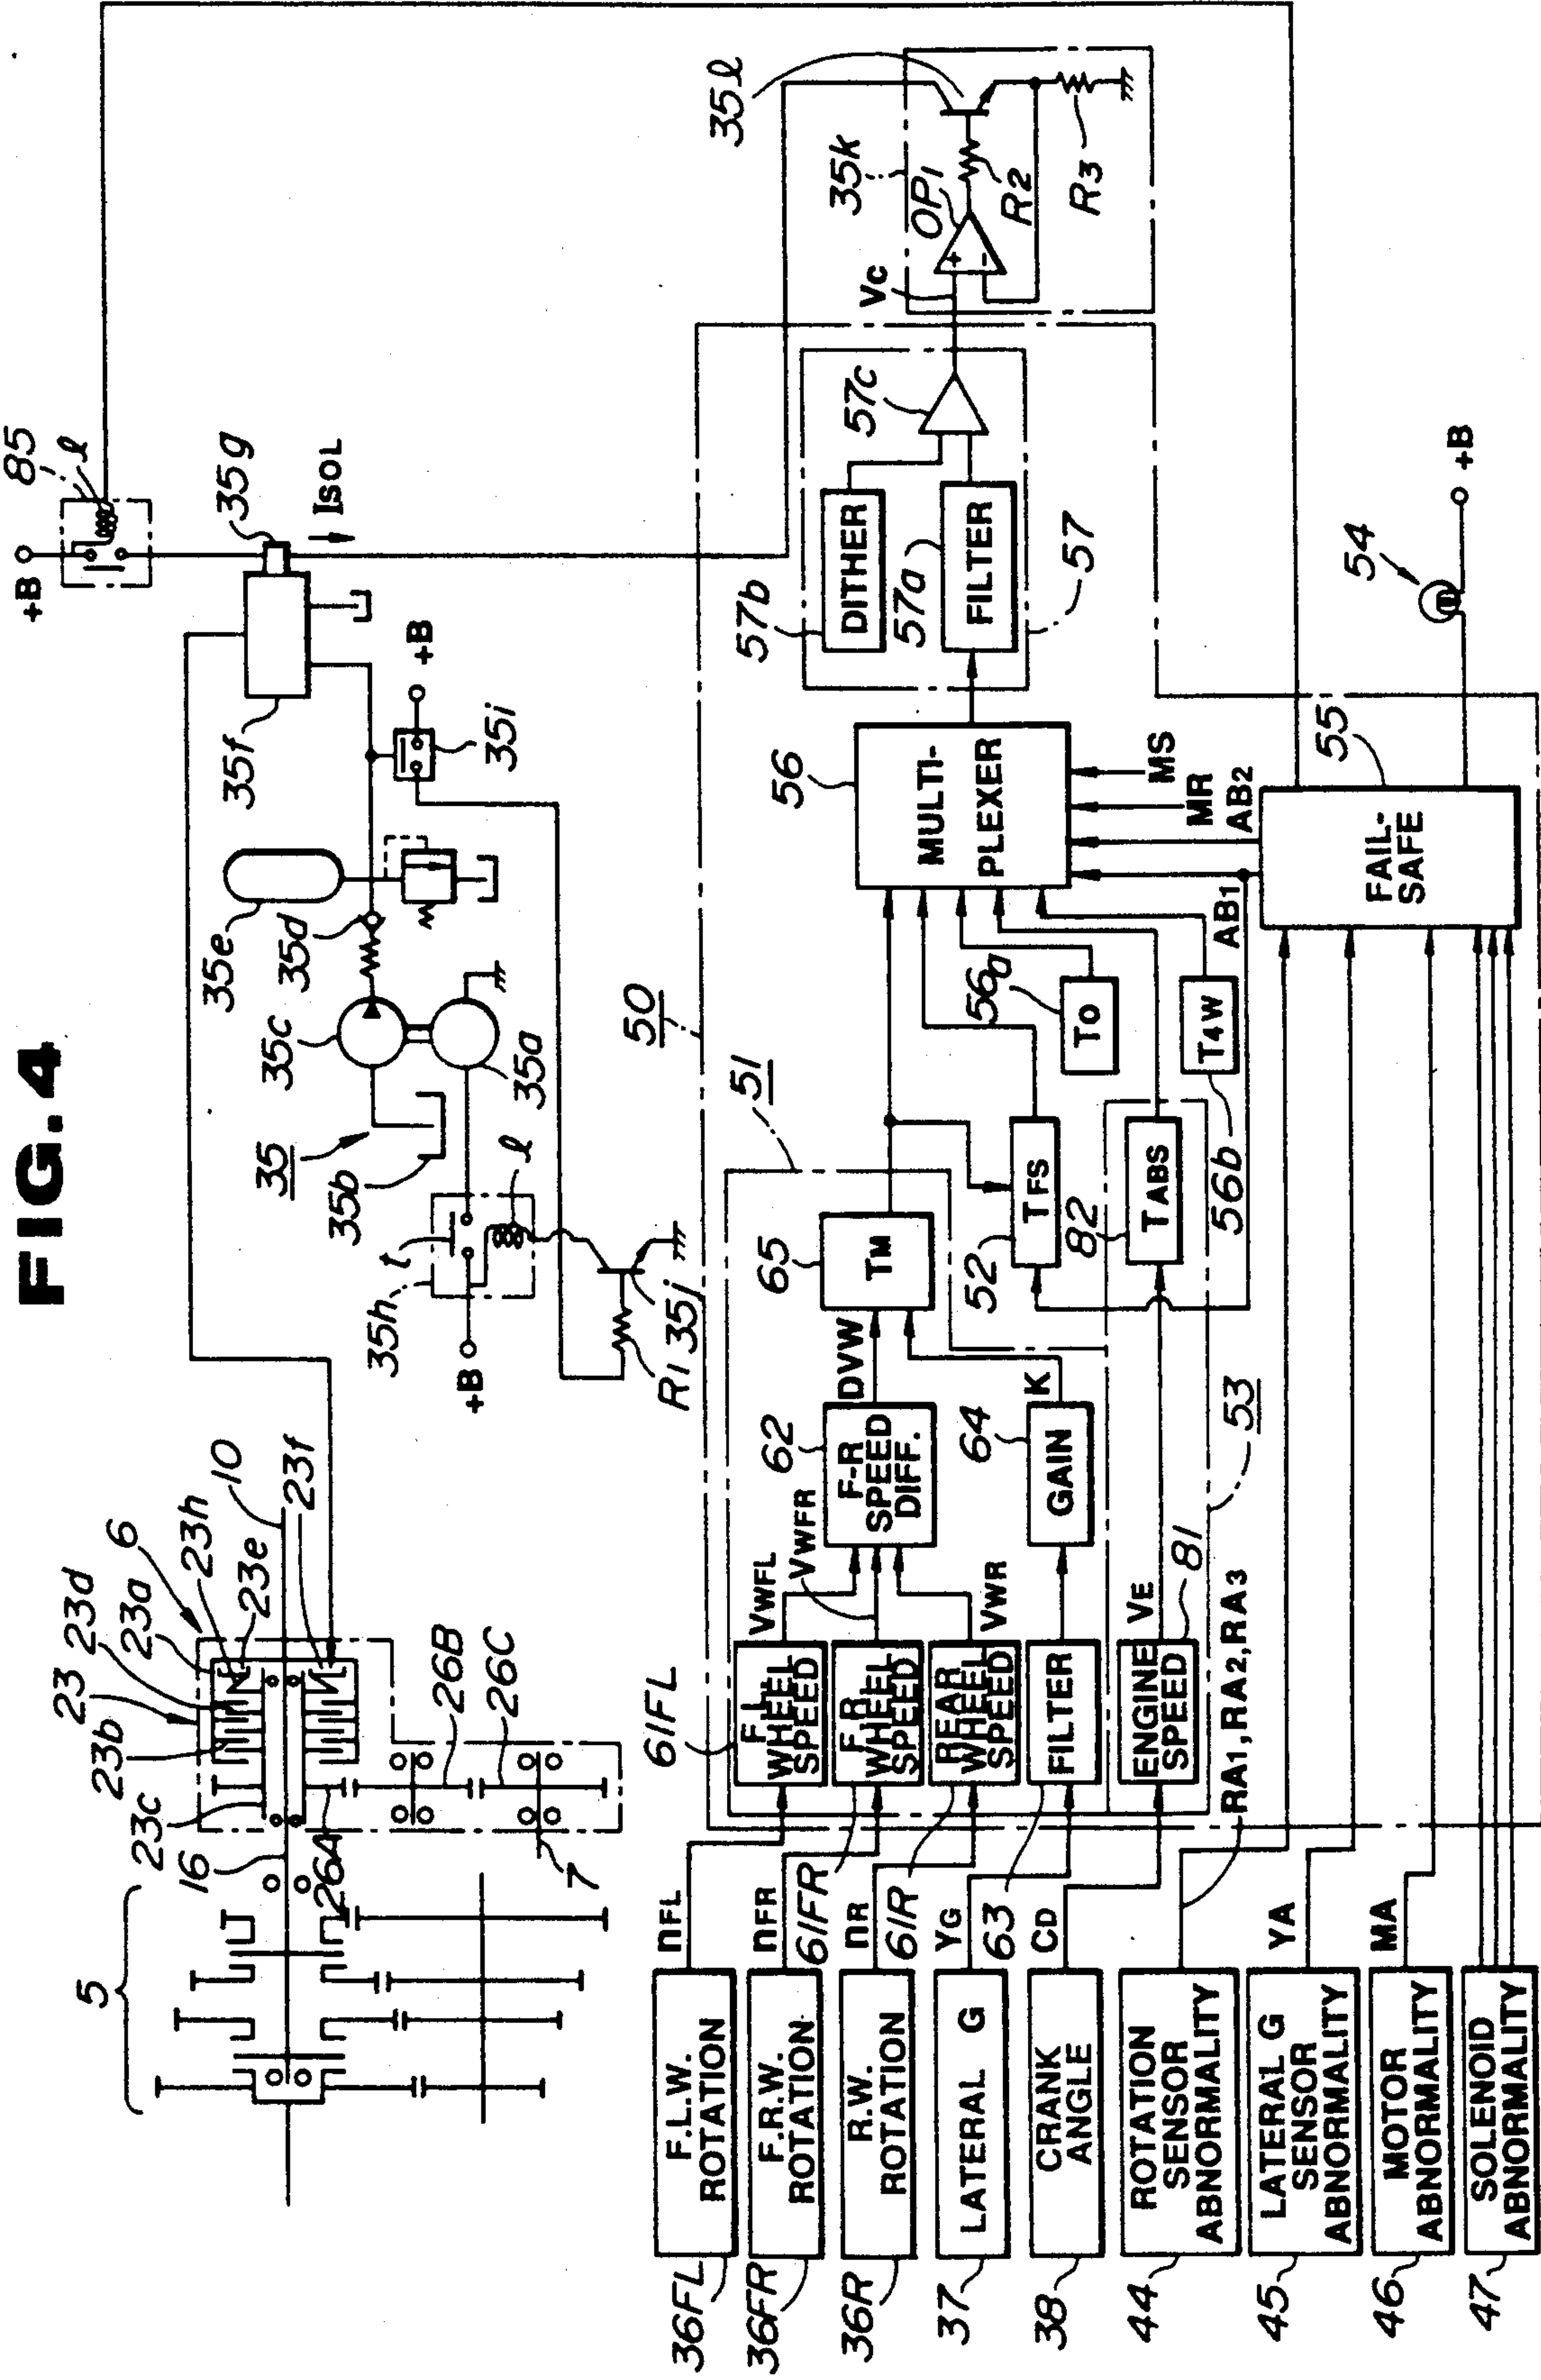 FIG.4
5
16
23c
23b
23
23d
23a
6
23h
23e
10
23f
26A
26B
26C
7
35
35b
35c
35a
35d
35e
35f
35g
35h
t
l
+B
R1
35j
35i
+B
+B
85
l
ISOL
50
51
36FL
F.L.W.
ROTATION
nFL
61FL
F.L
WHEEL
SPEED
VWFL
36FR
F.R.W.
ROTATION
nFR
61FR
F.R
WHEEL
SPEED
VWFR
36R
R.W.
ROTATION
nR
61R
REAR
WHEEL
SPEED
VWR
37
LATERAL G
YG
63
FILTER
64
GAIN
K
62
F-R
SPEED
DIFF.
DVW
65
TM
52
TFS
38
CRANK
ANGLE
CD
ENGINE
SPEED
81
VE
53
82
TABS
56a
TO
56b
T4W
44
ROTATION
SENSOR
ABNORMALITY
RA1, RA2, RA3
45
LATERAL G
SENSOR
ABNORMALITY
YA
46
MOTOR
ABNORMALITY
MA
47
SOLENOID
ABNORMALITY
56
MULTI-
PLEXER
MS
MR
AB2
AB1
FAIL-
SAFE
55
54
+B
57b
DITHER
57a
FILTER
57c
57
VC
35k
OP1
+
-
R2
35l
R3